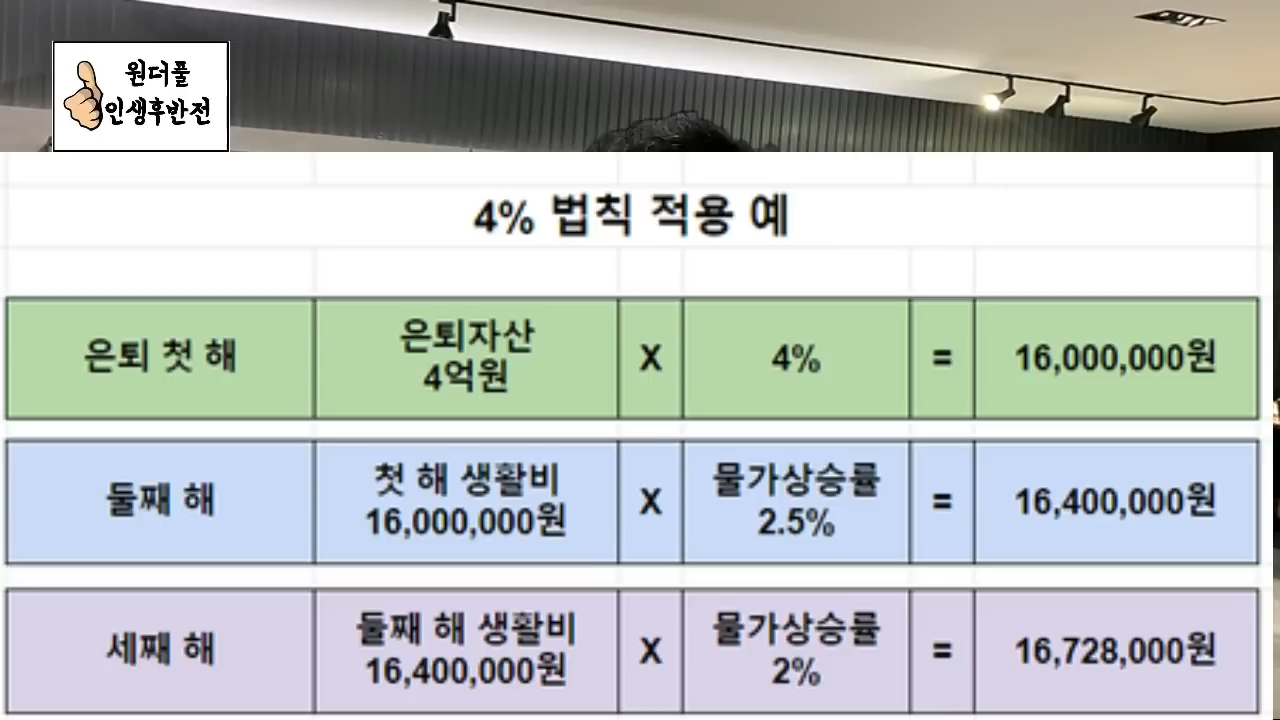 원더풀
인생후반전
4% 법칙 적용 예
은퇴 첫 해
은퇴자산
4억원
X
4%
=
16,000,000원
둘째 해
첫 해 생활비
16,000,000원
X
물가상승률
2.5%
=
16,400,000원
세째 해
둘째 해 생활비
16,400,000원
X
물가상승률
2%
=
16,728,000원